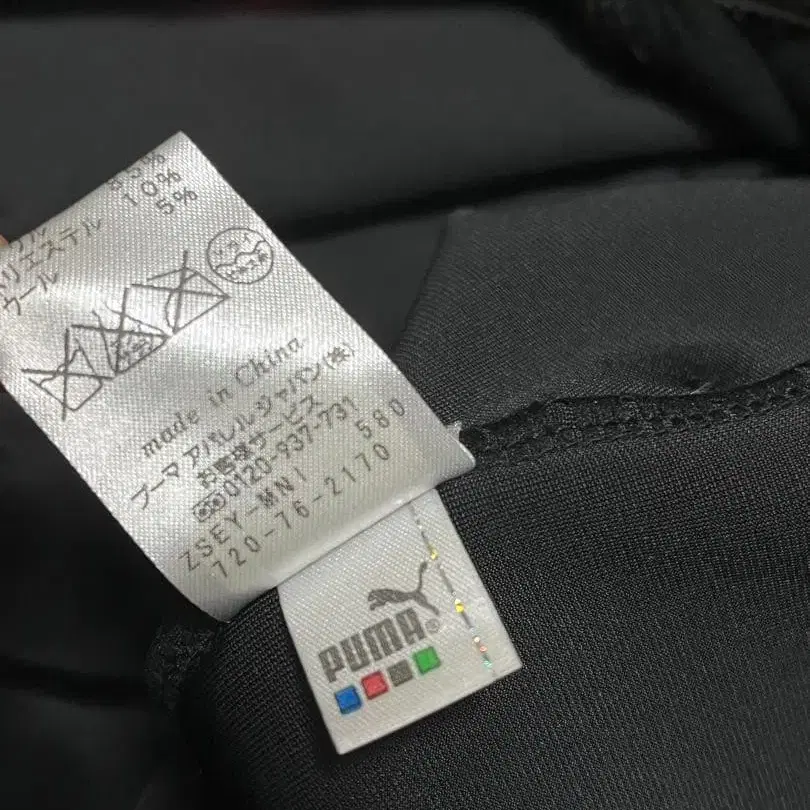 10%
5%
ポリエステル
ウール
made in China
プーマ アパレル ジャパン(株)
お客様サービス
0120-937-731
ZSEY-MN1 580
720-76-2170
PUMA®